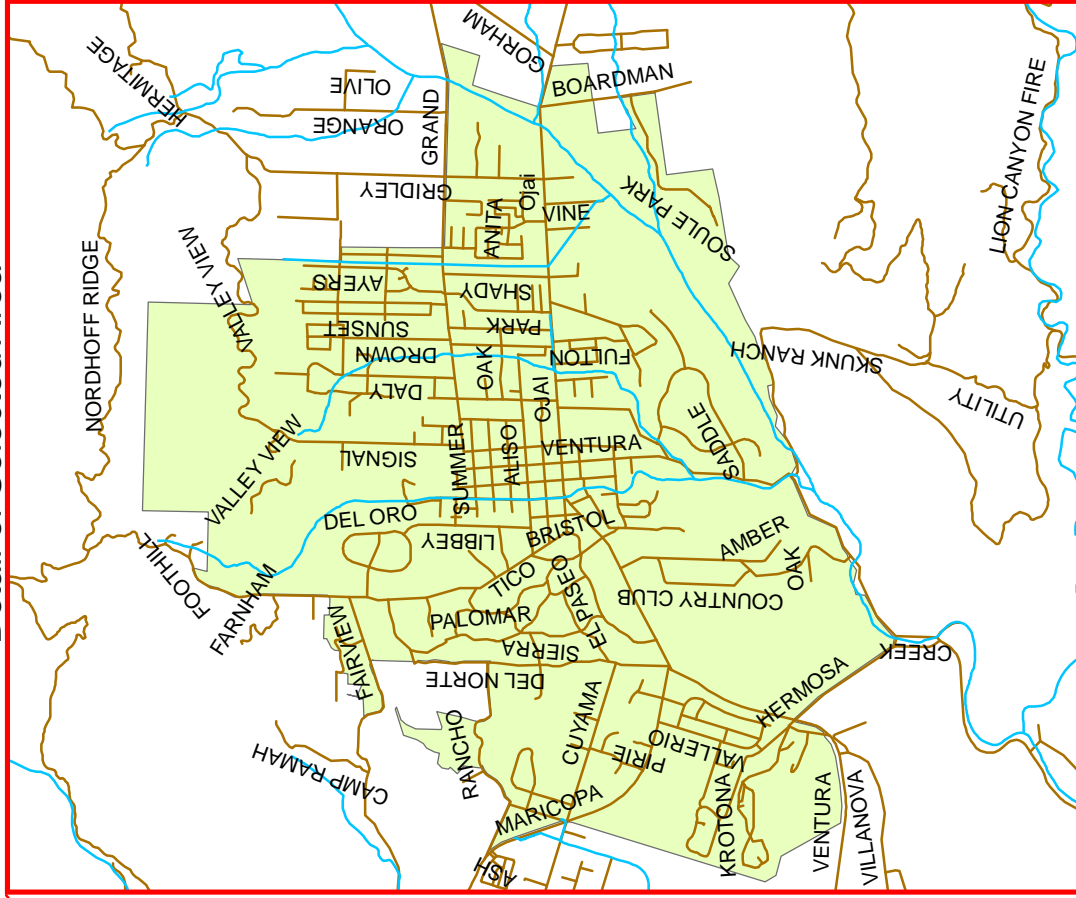 GORHAM
HERMITAGE
OLIVE
BOARDMAN
ORANGE
GRAND
LION CANYON FIRE
GRIDLEY
Ojai
SOULE PARK
VINE
ANITA
NORDHOFF RIDGE
VALLEY VIEW
AYERS
SHADY
SUNSET
PARK
DROWN
OAK
FULTON
SKUNK RANCH
DALY
OJAI
UTILITY
VALLEY VIEW
SIGNAL
SUMMER
ALISO
VENTURA
SADDLE
DEL ORO
LIBBEY
BRISTOL
AMBER
FOOTHILL
FARNHAM
TICO
EL PASEO
OAK
COUNTRY CLUB
PALOMAR
FAIRVIEW
SIERRA
CREEK
DEL NORTE
HERMOSA
RANCHO
CUYAMA
PIRIE
VALLERIO
CAMP RAMAH
MARICOPA
KROTONA
VENTURA
VILLANOVA
ASH